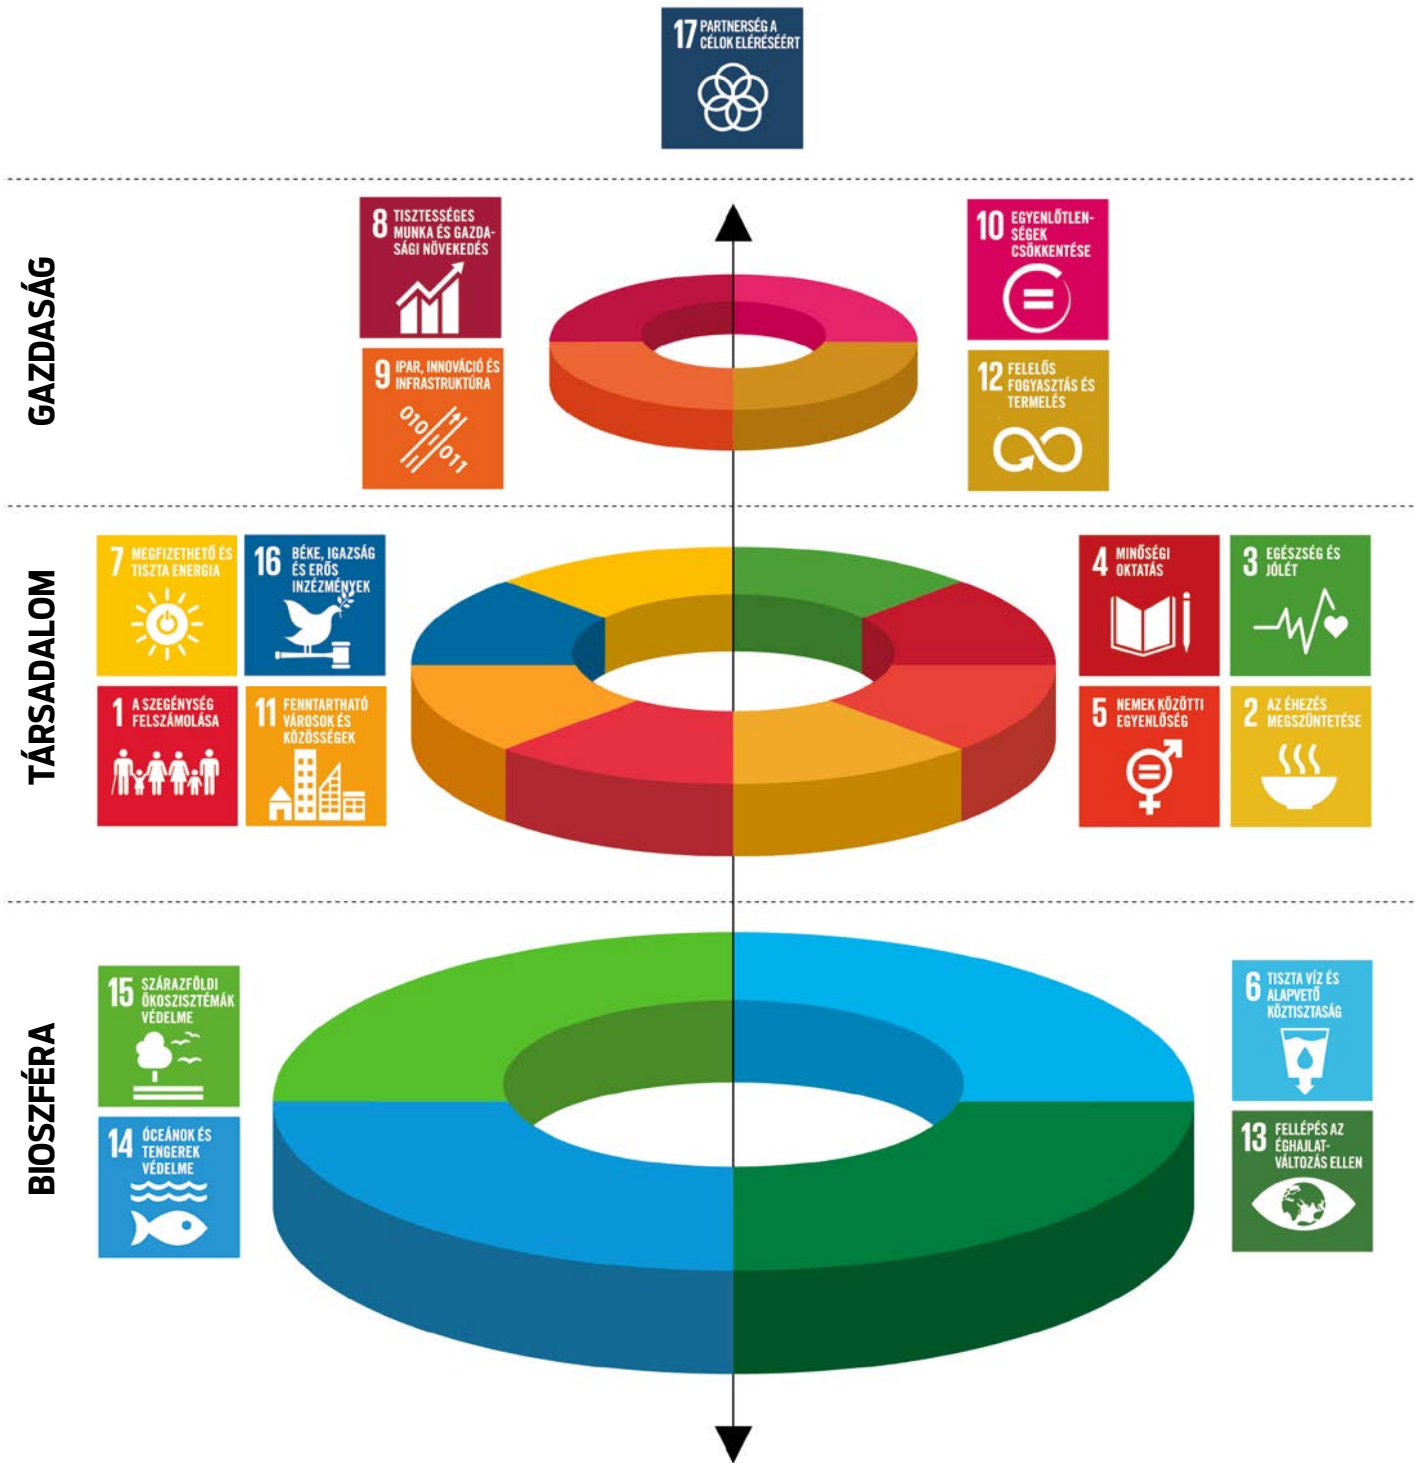 17 PARTNERSÉG A
CÉLOK ELÉRÉSÉÉRT
GAZDASÁG
8 TISZTESSÉGES
MUNKA ÉS GAZDA-
SÁGI NÖVEKEDÉS
9 IPAR, INNOVÁCIÓ ÉS
INFRASTRUKTÚRA
010
011
10 EGYENLŐTLEN-
SÉGEK
CSÖKKENTÉSE
12 FELELŐS
FOGYASZTÁS ÉS
TERMELÉS
TÁRSADALOM
7 MEGFIZETHETŐ ÉS
TISZTA ENERGIA
16 BÉKE, IGAZSÁG
ÉS ERŐS
INZÉZMÉNYEK
1 A SZEGÉNYSÉG
FELSZÁMOLÁSA
11 FENNTARTHATÓ
VÁROSOK ÉS
KÖZÖSSÉGEK
4 MINŐSÉGI
OKTATÁS
3 EGÉSZSÉG ÉS
JÓLÉT
5 NEMEK KÖZÖTTI
EGYENLŐSÉG
2 AZ ÉHEZÉS
MEGSZÜNTETÉSE
BIOSZFÉRA
15 SZÁRAZFÖLDI
ÖKOSZISZTÉMÁK
VÉDELME
14 ÓCEÁNOK ÉS
TENGEREK
VÉDELME
6 TISZTA VÍZ ÉS
ALAPVETŐ
KÖZTISZTASÁG
13 FELLÉPÉS AZ
ÉGHAJLAT-
VÁLTOZÁS ELLEN